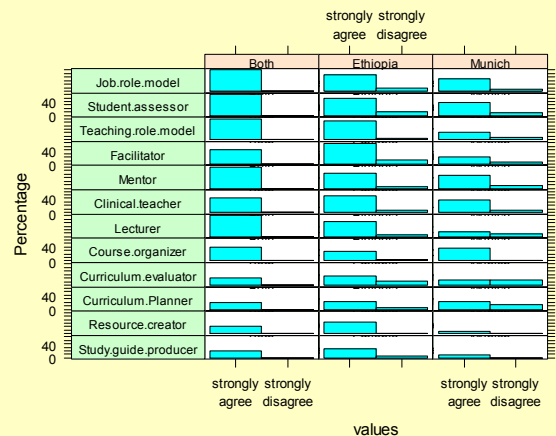 strongly agree
strongly disagree
Both
Ethiopia
Munich
Job.role.model
Student.assessor
40
0
Teaching.role.model
Facilitator
40
0
Mentor
Clinical.teacher
40
0
Lecturer
Course.organizer
40
0
Curriculum.evaluator
Curriculum.Planner
40
0
Resource.creator
Study.guide.producer
40
0
Percentage
strongly agree
strongly disagree
strongly agree
strongly disagree
values